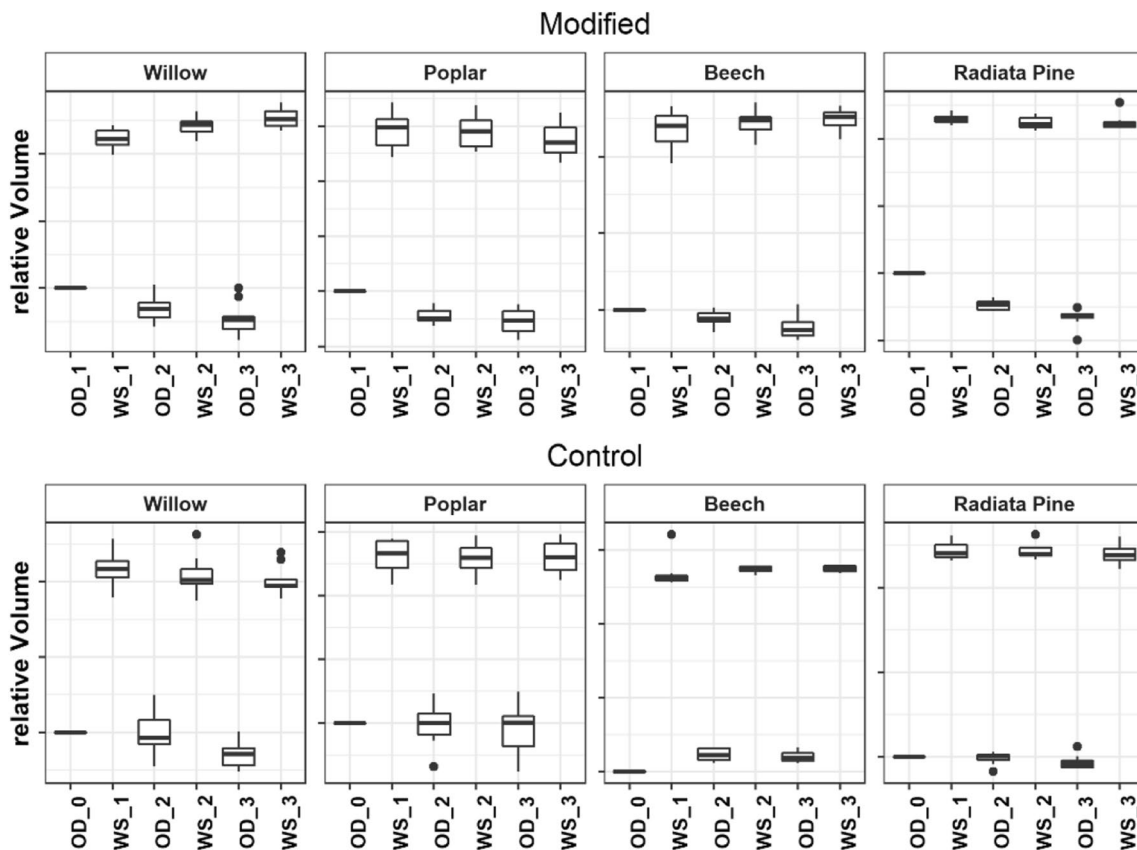 Modified
Willow Poplar Beech Radiata Pine
relative Volume
OD_1 WS_1 OD_2 WS_2 OD_3 WS_3 OD_1 WS_1 OD_2 WS_2 OD_3 WS_3 OD_1 WS_1 OD_2 WS_2 OD_3 WS_3 OD_1 WS_1 OD_2 WS_2 OD_3 WS_3
Control
Willow Poplar Beech Radiata Pine
relative Volume
OD_0 WS_1 OD_2 WS_2 OD_3 WS_3 OD_0 WS_1 OD_2 WS_2 OD_3 WS_3 OD_0 WS_1 OD_2 WS_2 OD_3 WS_3 OD_0 WS_1 OD_2 WS_2 OD_3 WS_3